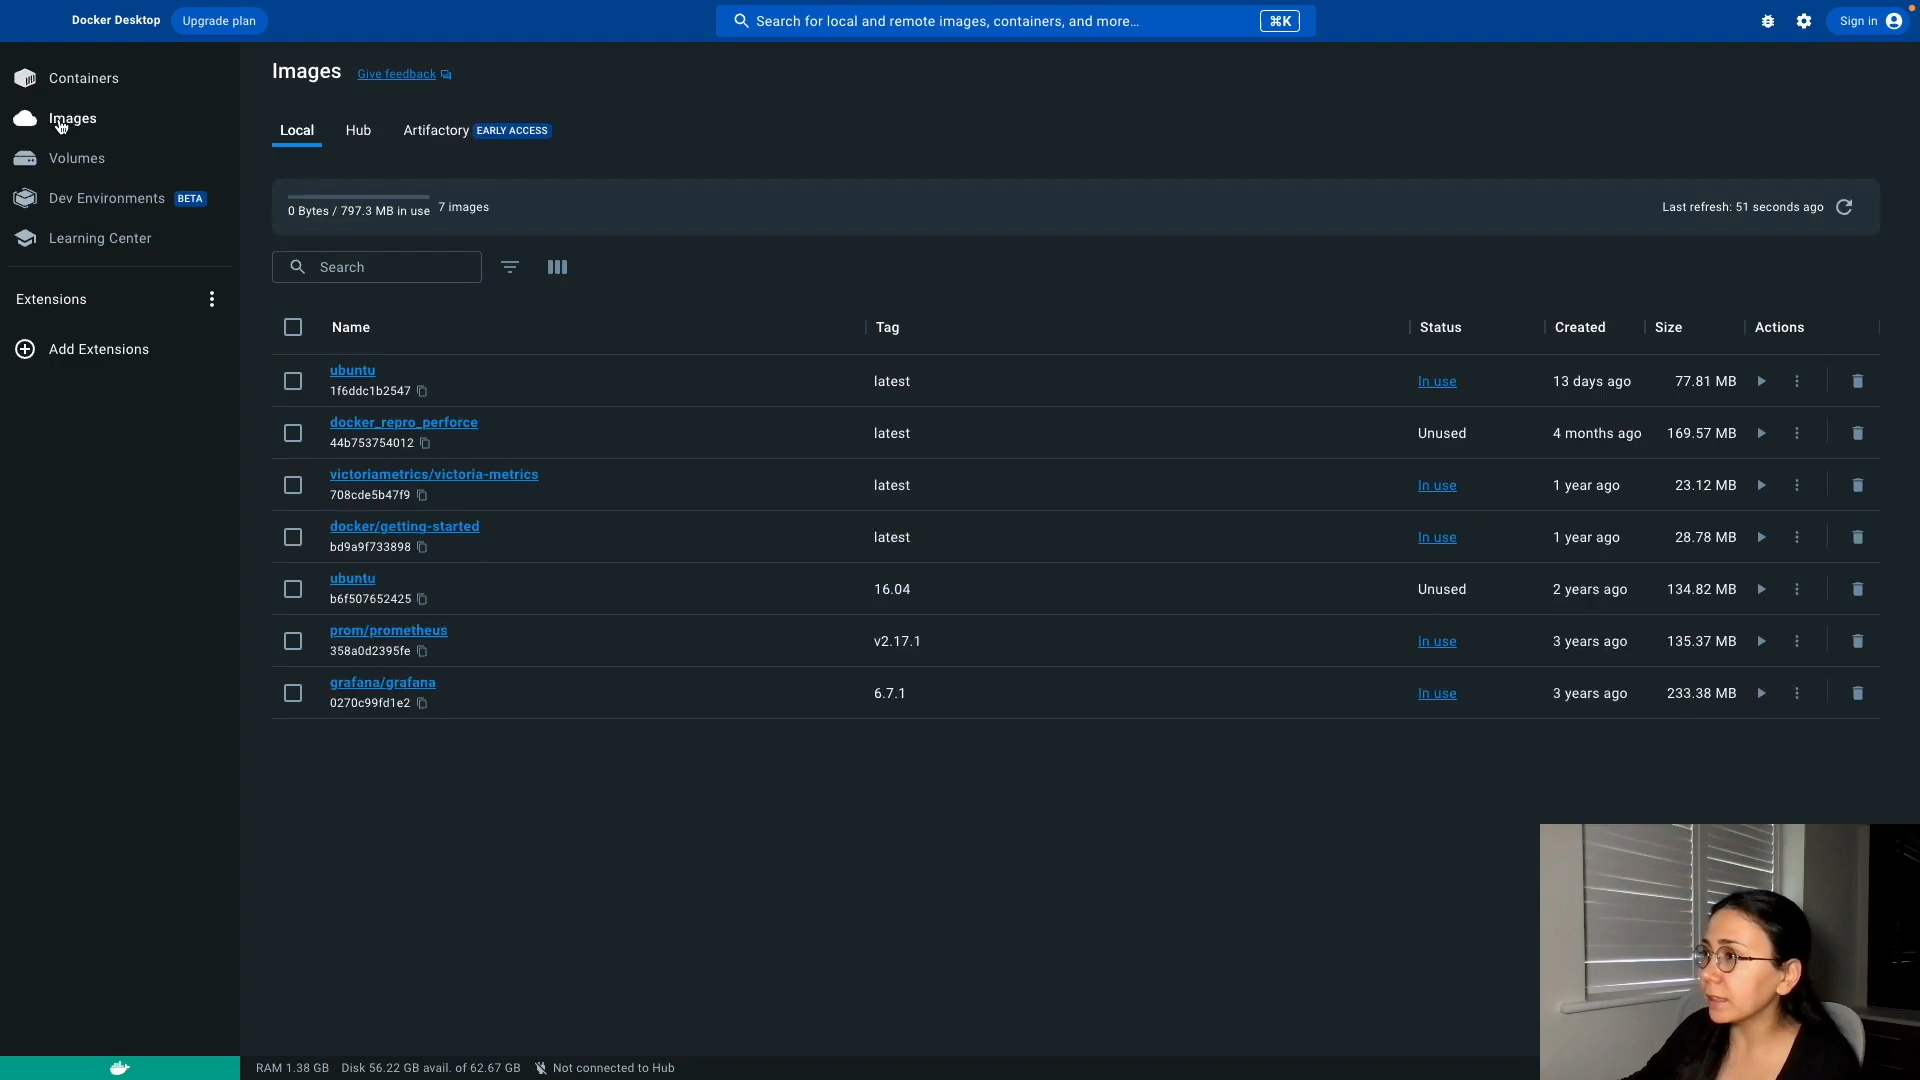 Docker Desktop
Upgrade plan
Search for local and remote images, containers, and more...
⌘K
Sign in
Containers
Images
Volumes
Dev Environments BETA
Learning Center
Extensions
Add Extensions
Images
Give feedback
Local Hub Artifactory EARLY ACCESS
0 Bytes / 797.3 MB in use 7 images
Last refresh: 51 seconds ago
Search
Name Tag Status Created Size Actions
ubuntu
1f6ddc1b2547
latest In use 13 days ago 77.81 MB
docker_repro_perforce
44b753754012
latest Unused 4 months ago 169.57 MB
victoriametrics/victoria-metrics
708cde5b47f9
latest In use 1 year ago 23.12 MB
docker/getting-started
bd9a9f733898
latest In use 1 year ago 28.78 MB
ubuntu
b6f507652425
16.04 Unused 2 years ago 134.82 MB
prom/prometheus
358a0d2395fe
v2.17.1 In use 3 years ago 135.37 MB
grafana/grafana
0270c99fd1e2
6.7.1 In use 3 years ago 233.38 MB
RAM 1.38 GB Disk 56.22 GB avail. of 62.67 GB Not connected to Hub